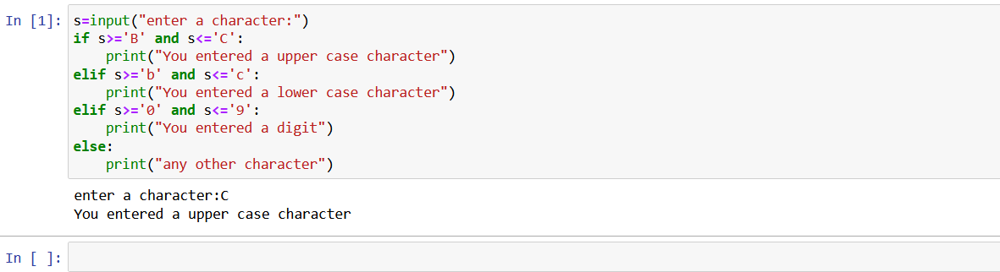 In [1]: s=input("enter a character:")
if s>='B' and s<='C':
    print("You entered a upper case character")
elif s>='b' and s<='c':
    print("You entered a lower case character")
elif s>='0' and s<='9':
    print("You entered a digit")
else:
    print("any other character")
enter a character:C
You entered a upper case character
In [ ]: